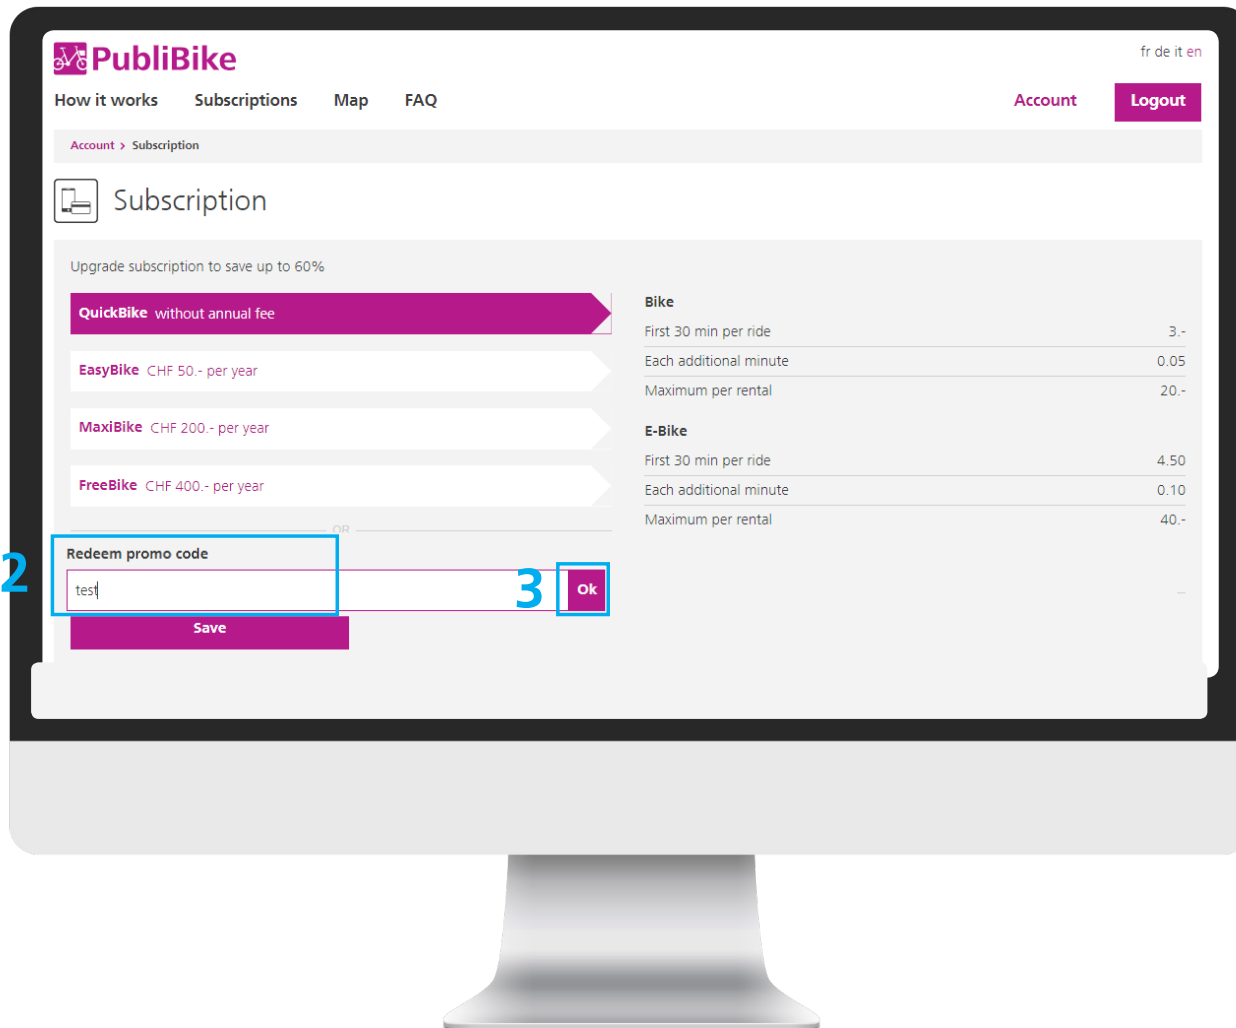 PubliBike
fr de it en
How it works Subscriptions Map FAQ Account Logout
Account > Subscription
Subscription
Upgrade subscription to save up to 60%
QuickBike without annual fee
EasyBike CHF 50.- per year
MaxiBike CHF 200.- per year
FreeBike CHF 400.- per year
OR
2
Redeem promo code
test
3
Ok
Save
Bike
First 30 min per ride 3.-
Each additional minute 0.05
Maximum per rental 20.-
E-Bike
First 30 min per ride 4.50
Each additional minute 0.10
Maximum per rental 40.-